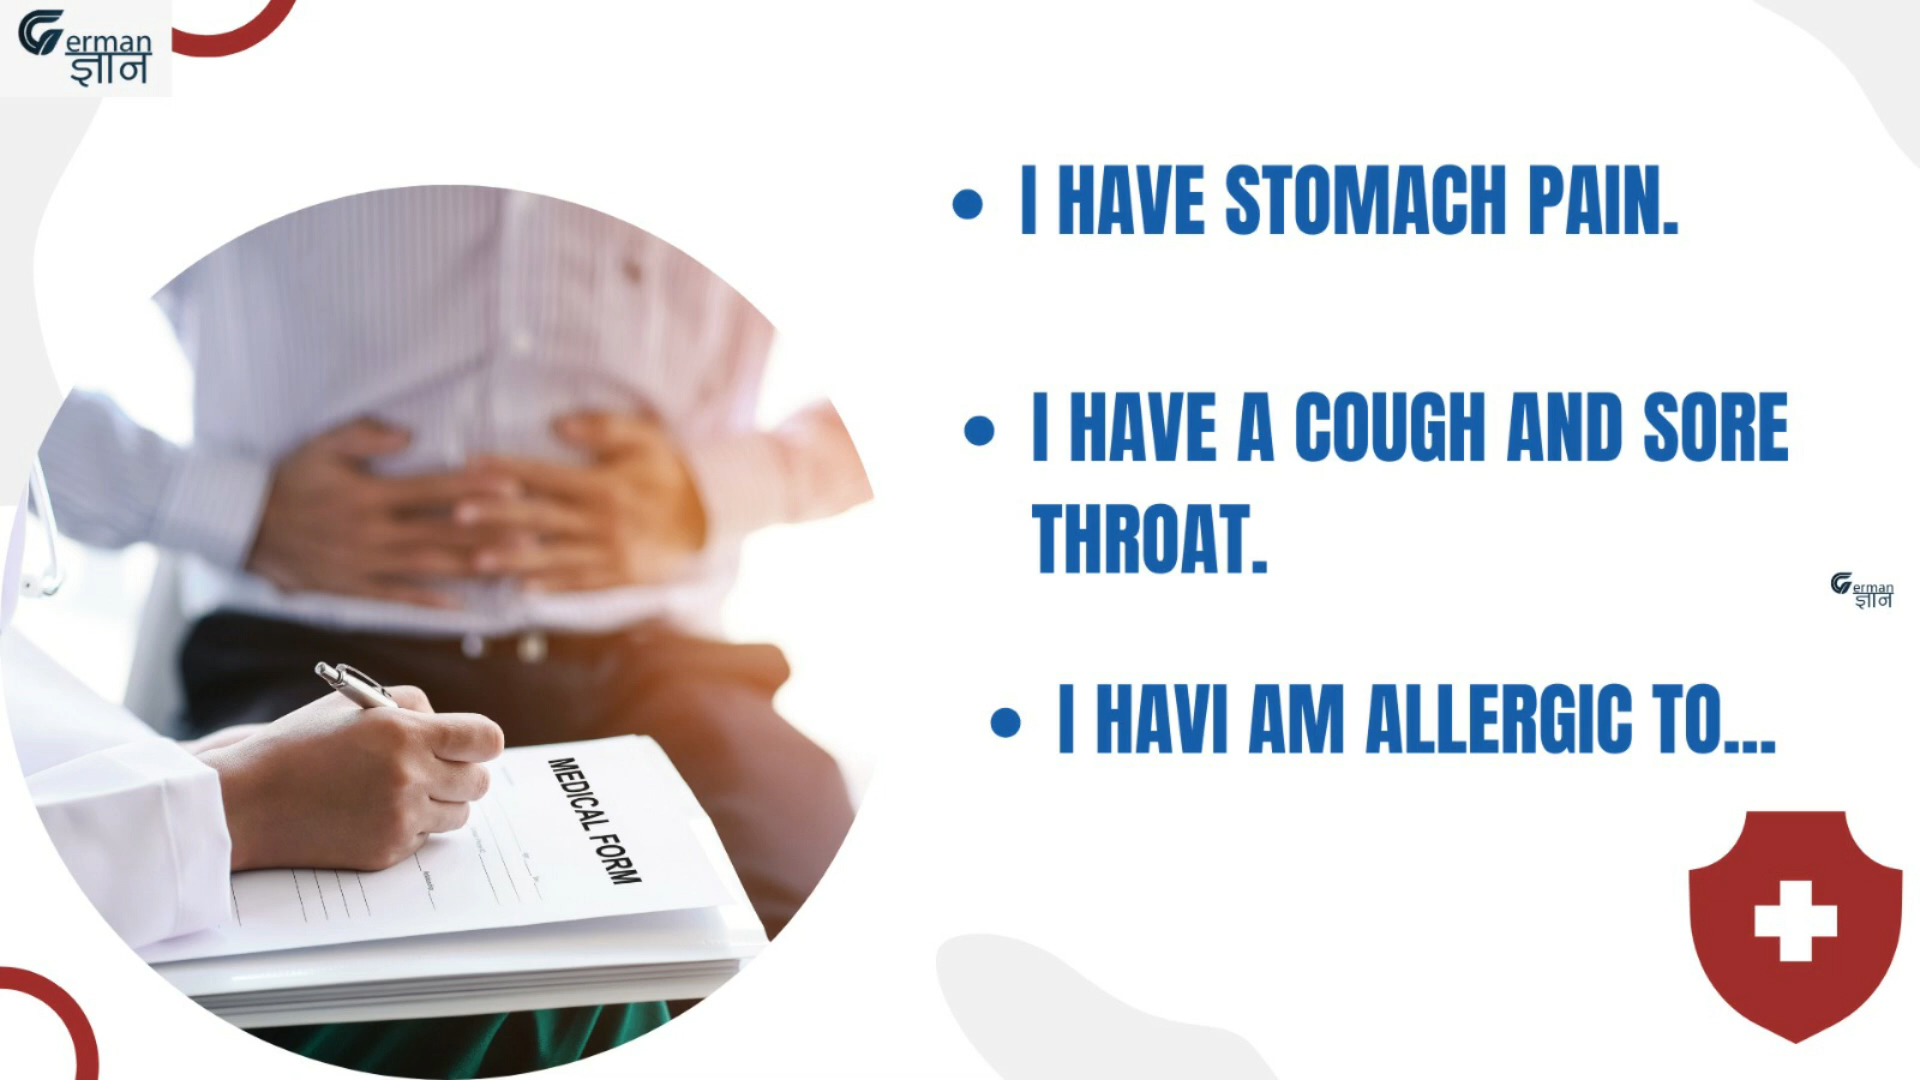 German
ज्ञान
I HAVE STOMACH PAIN.
I HAVE A COUGH AND SORE
THROAT.
German
ज्ञान
I HAVI AM ALLERGIC TO...
MEDICAL FORM